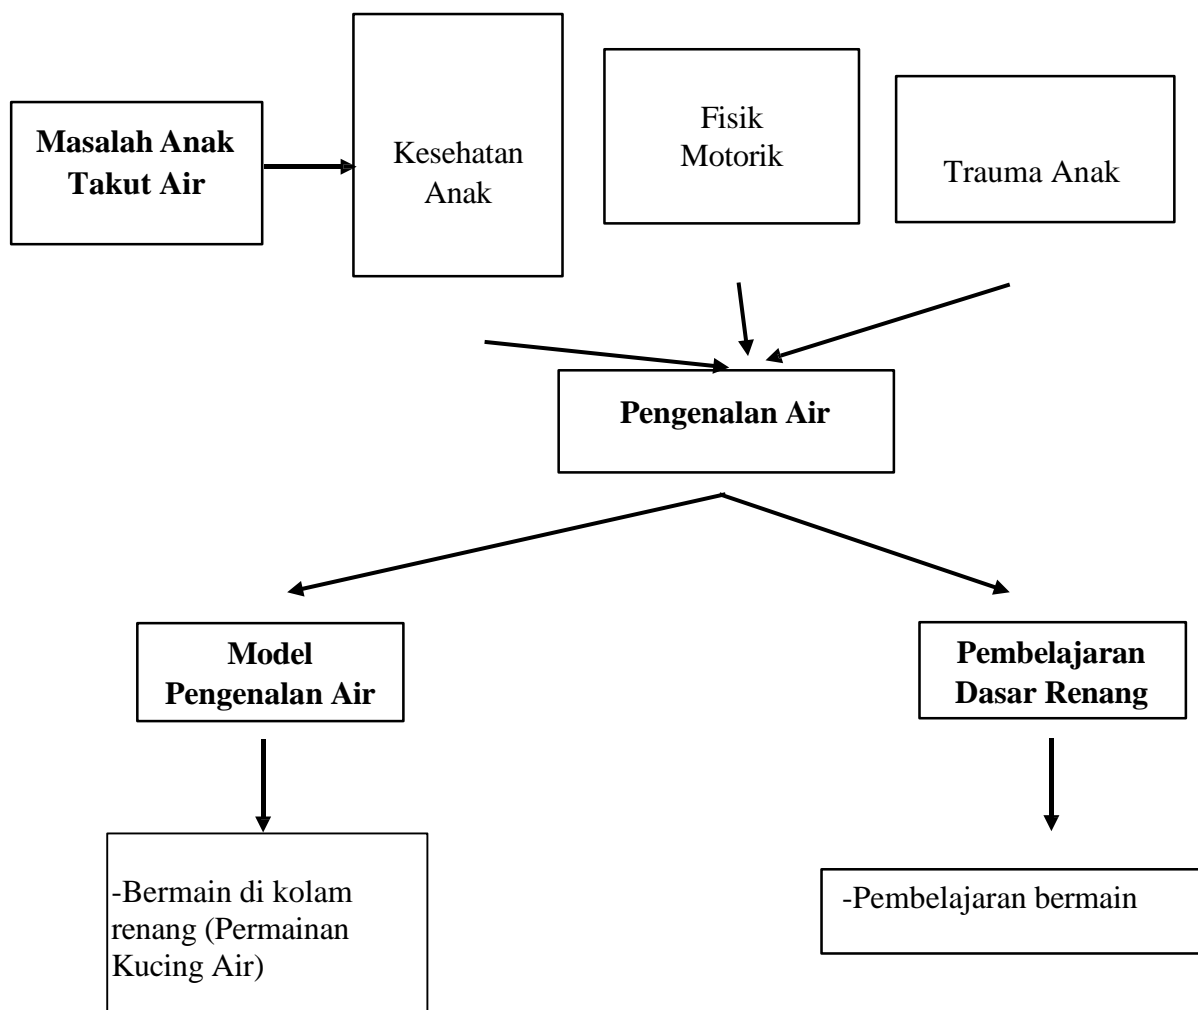 Masalah Anak
Takut Air
Kesehatan
Anak
Fisik
Motorik
Trauma Anak
Pengenalan Air
Model
Pengenalan Air
Pembelajaran
Dasar Renang
-Bermain di kolam
renang (Permainan
Kucing Air)
-Pembelajaran bermain